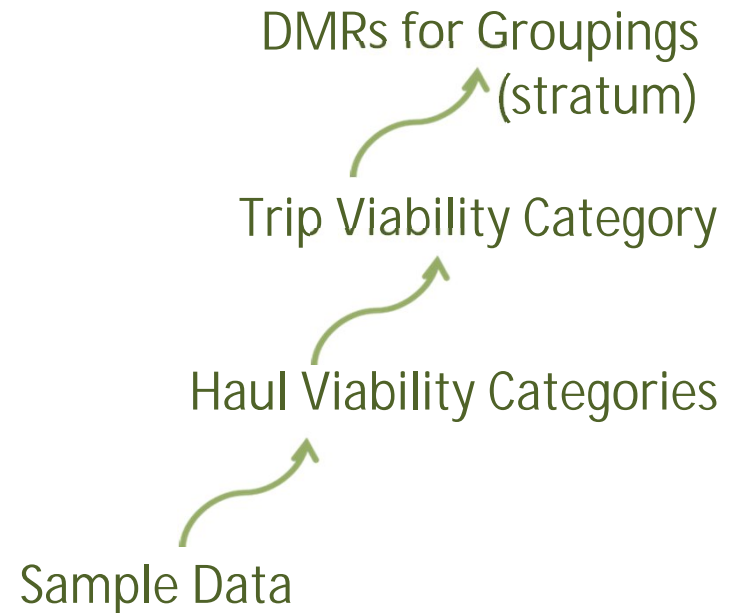 DMRs for Groupings
(stratum)
Trip Viability Category
Haul Viability Categories
Sample Data